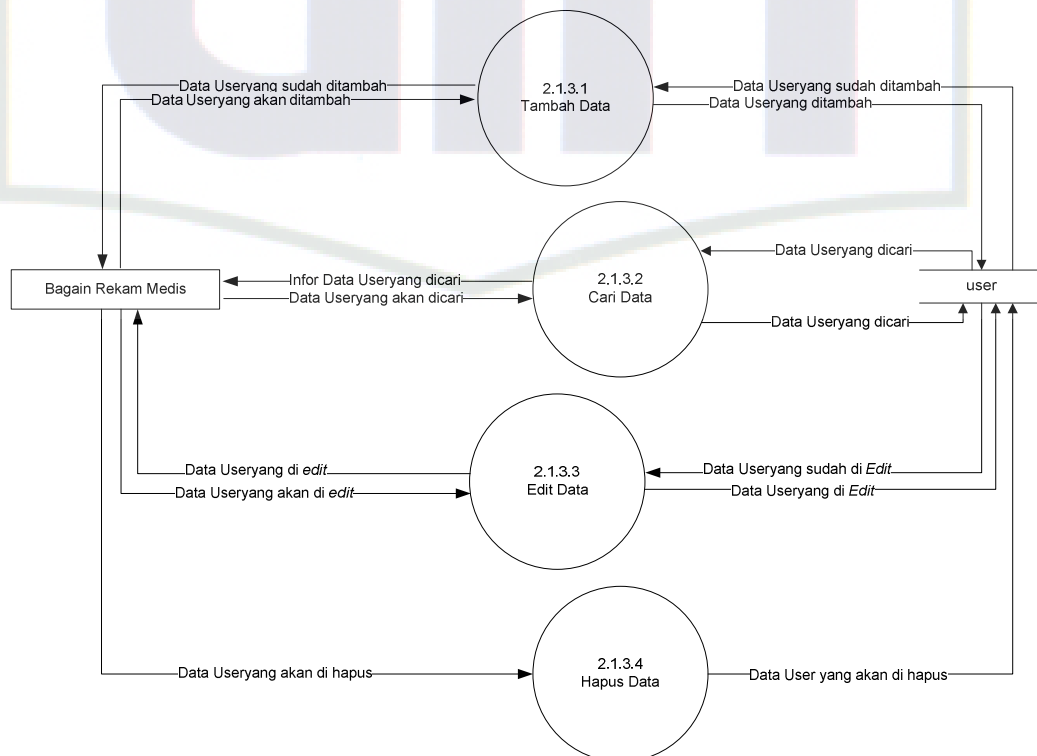 2.1.3.1
Tambah Data
Data Useryang sudah ditambah
Data Useryang akan ditambah
Data Useryang sudah ditambah
Data Useryang ditambah
2.1.3.2
Cari Data
Data Useryang dicari
Infor Data Useryang dicari
Data Useryang akan dicari
Bagain Rekam Medis
user
Data Useryang dicari
2.1.3.3
Edit Data
Data Useryang di edit
Data Useryang akan di edit
Data Useryang sudah di Edit
Data Useryang di Edit
2.1.3.4
Hapus Data
Data Useryang akan di hapus
Data User yang akan di hapus